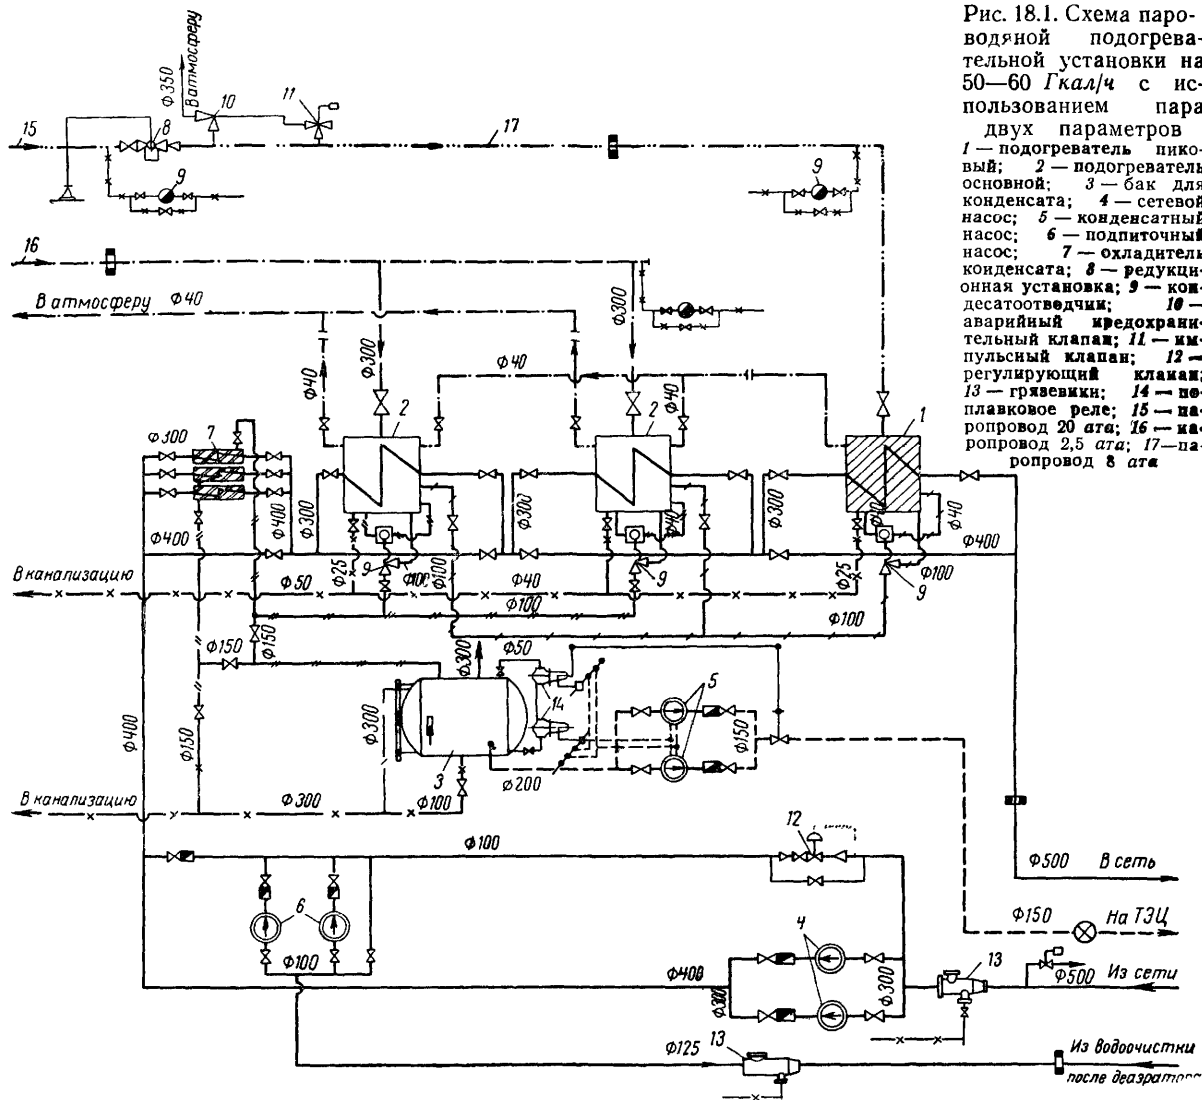 Рис. 18.1. Схема паро-
водяной подогрева-
тельной установки на
50—60 Гкал/ч с ис-
пользованием пара
двух параметров
1 — подогреватель пико-
вый; 2 — подогреватель
основной; 3 — бак для
конденсата; 4 — сетевой
насос; 5 — конденсатный
насос; 6 — подпиточный
насос; 7 — охладитель
конденсата; 8 — редукци-
онная установка; 9 — кон-
десатоотводчик; 10 —
аварийный предохрани-
тельный клапан; 11 — им-
пульсный клапан; 12 —
регулирующий клапан;
13 — грязевики; 14 — по-
плавковое реле; 15 — па-
ропровод 20 ата; 16 — па-
ропровод 2,5 ата; 17—па-
ропровод 8 ата
Ф350
В атмосферу
10
11
15
8
17
9
9
16
В атмосферу Ф40
Ф300
Ф300
Ф40
Ф40
Ф40
2
2
1
Ф300
7
Ф400
Ф300
Ф300
Ф300
Ф40
Ф40
Ф40
Ф400
Ф400
В канализацию
Ф50
Ф25
9
Ф100
Ф100
Ф40
Ф100
9
Ф25
Ф100
9
Ф100
Ф150
Ф150
Ф300
Ф50
14
5
Ф400
Ф150
Ф300
3
Ф200
Ф150
В канализацию
Ф300
Ф100
12
Ф100
Ф500 В сеть
6
Ф150 На ТЭЦ
4
Ф100
Ф400
Ф300
Ф300
13
Ф500 Из сети
13
Ф125
Из водоочистки
после деаэратора